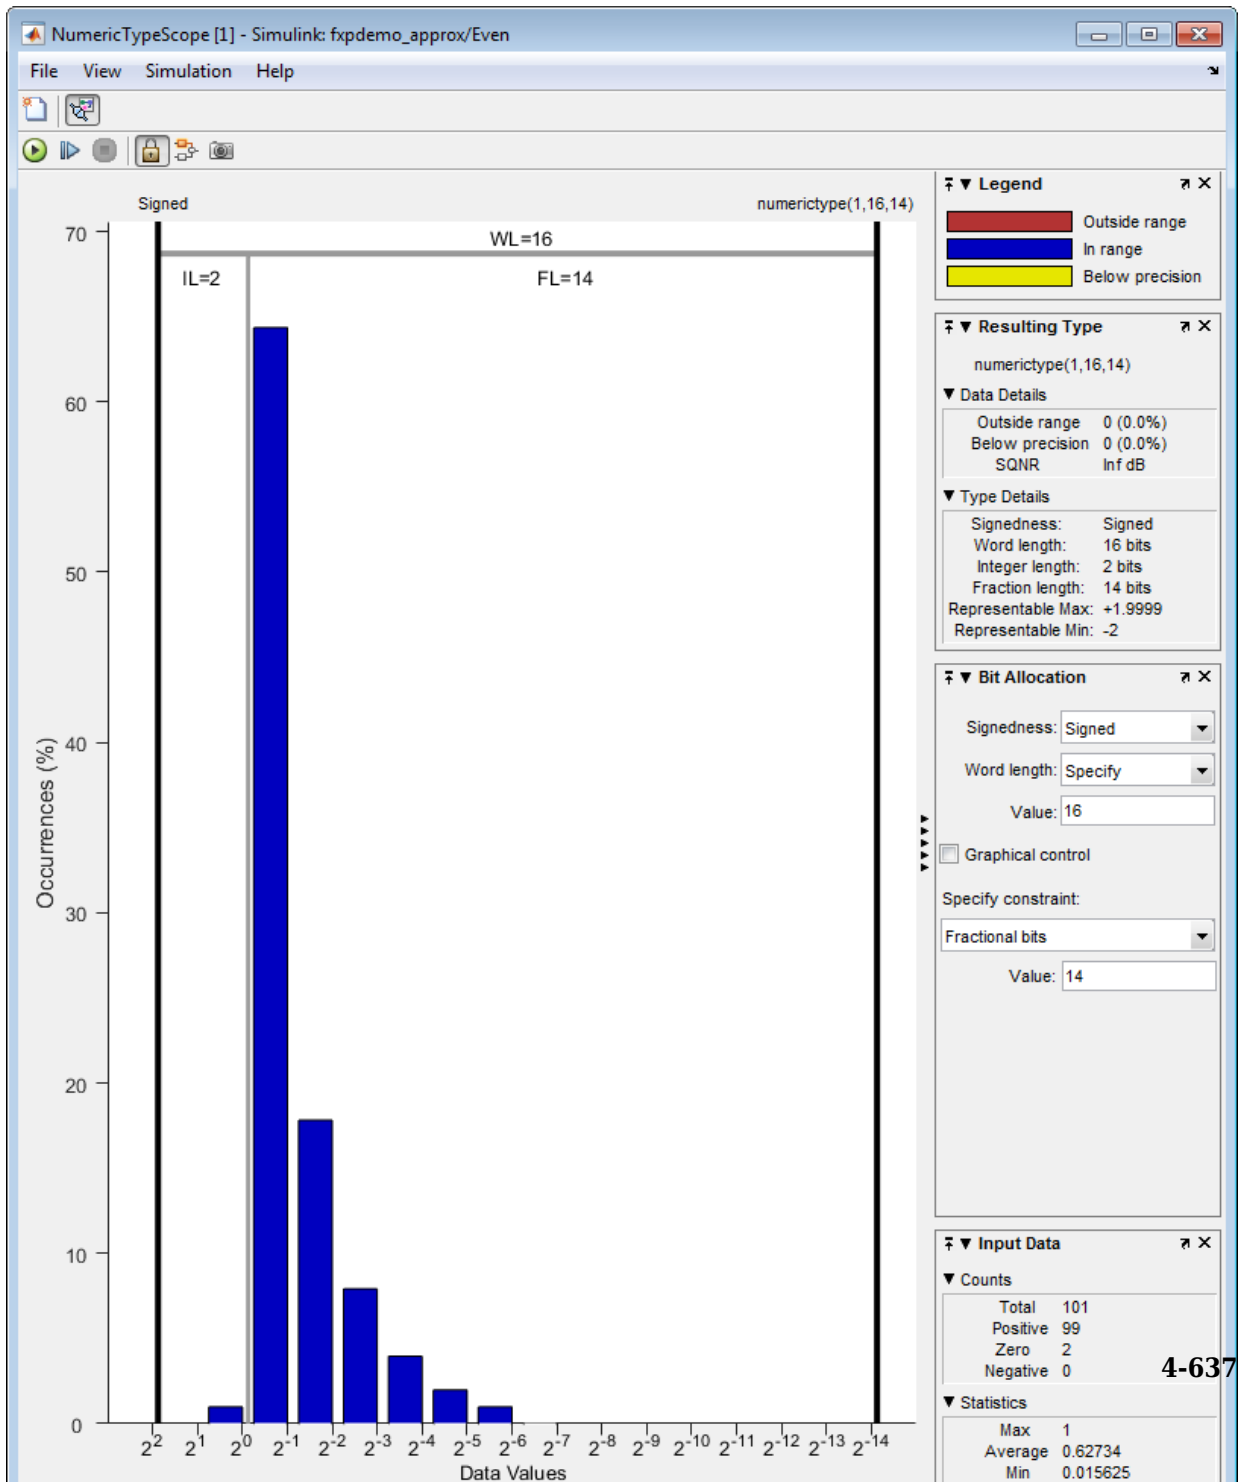 NumericTypeScope [1] - Simulink: fxpdemo_approx/Even
File View Simulation Help
Signed numerictype(1,16,14)
WL=16
IL=2 FL=14
70
60
50
40
30
20
10
0
Occurrences (%)
2^2 2^1 2^0 2^-1 2^-2 2^-3 2^-4 2^-5 2^-6 2^-7 2^-8 2^-9 2^-10 2^-11 2^-12 2^-13 2^-14
Data Values
Legend
Outside range
In range
Below precision
Resulting Type
numerictype(1,16,14)
Data Details
Outside range 0 (0.0%)
Below precision 0 (0.0%)
SQNR Inf dB
Type Details
Signedness: Signed
Word length: 16 bits
Integer length: 2 bits
Fraction length: 14 bits
Representable Max: +1.9999
Representable Min: -2
Bit Allocation
Signedness: Signed
Word length: Specify
Value: 16
Graphical control
Specify constraint:
Fractional bits
Value: 14
Input Data
Counts
Total 101
Positive 99
Zero 2
Negative 0
4-637
Statistics
Max 1
Average 0.62734
Min 0.015625